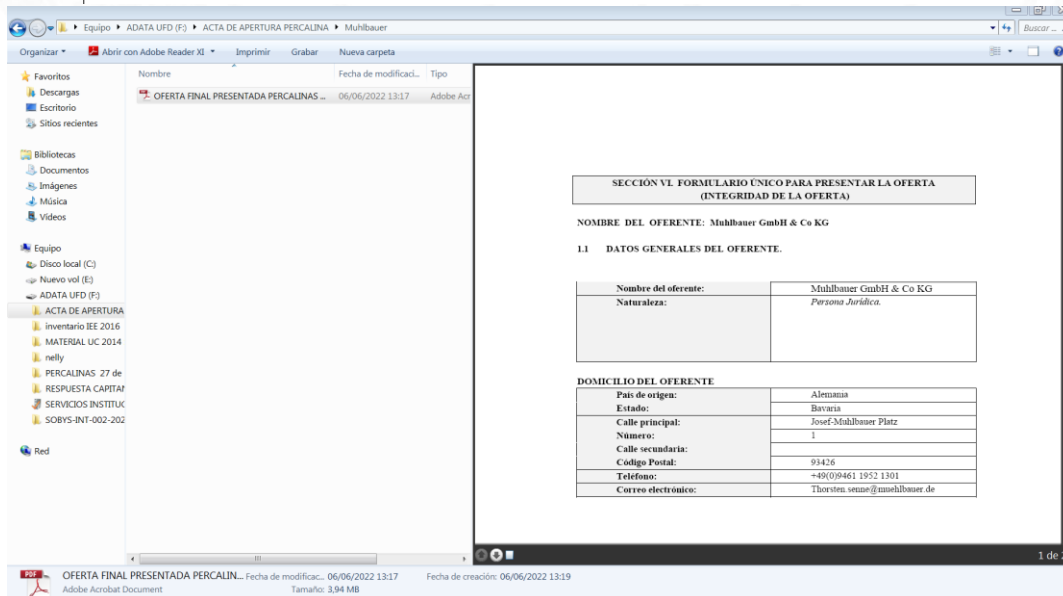 Equipo ▸ ADATA UFD (F:) ▸ ACTA DE APERTURA PERCALINA ▸ Muhlbauer
Buscar ...
Organizar
Abrir con Adobe Reader XI
Imprimir
Grabar
Nueva carpeta
Favoritos
Descargas
Escritorio
Sitios recientes
Bibliotecas
Documentos
Imágenes
Música
Vídeos
Equipo
Disco local (C:)
Nuevo vol (E:)
ADATA UFD (F:)
ACTA DE APERTURA
inventario IEE 2016
MATERIAL UC 2014
nelly
PERCALINAS 27 de
RESPUESTA CAPITAN
SERVICIOS INSTITUC
SOBYS-INT-002-202
Red
Nombre Fecha de modificaci... Tipo
OFERTA FINAL PRESENTADA PERCALINAS ... 06/06/2022 13:17 Adobe Acr
SECCIÓN VI. FORMULARIO ÚNICO PARA PRESENTAR LA OFERTA
(INTEGRIDAD DE LA OFERTA)
NOMBRE DEL OFERENTE: Muhlbauer GmbH & Co KG
1.1 DATOS GENERALES DEL OFERENTE.
Nombre del oferente: Muhlbauer GmbH & Co KG
Naturaleza: Persona Jurídica.
DOMICILIO DEL OFERENTE
País de origen: Alemania
Estado: Bavaria
Calle principal: Josef-Muhlbauer Platz
Número: 1
Calle secundaria:
Código Postal: 93426
Teléfono: +49(0)9461 1952 1301
Correo electrónico: Thorsten.senne@muehlbauer.de
1 de
PDF
OFERTA FINAL PRESENTADA PERCALIN... Fecha de modificac... 06/06/2022 13:17 Fecha de creación: 06/06/2022 13:19
Adobe Acrobat Document Tamaño: 3,94 MB